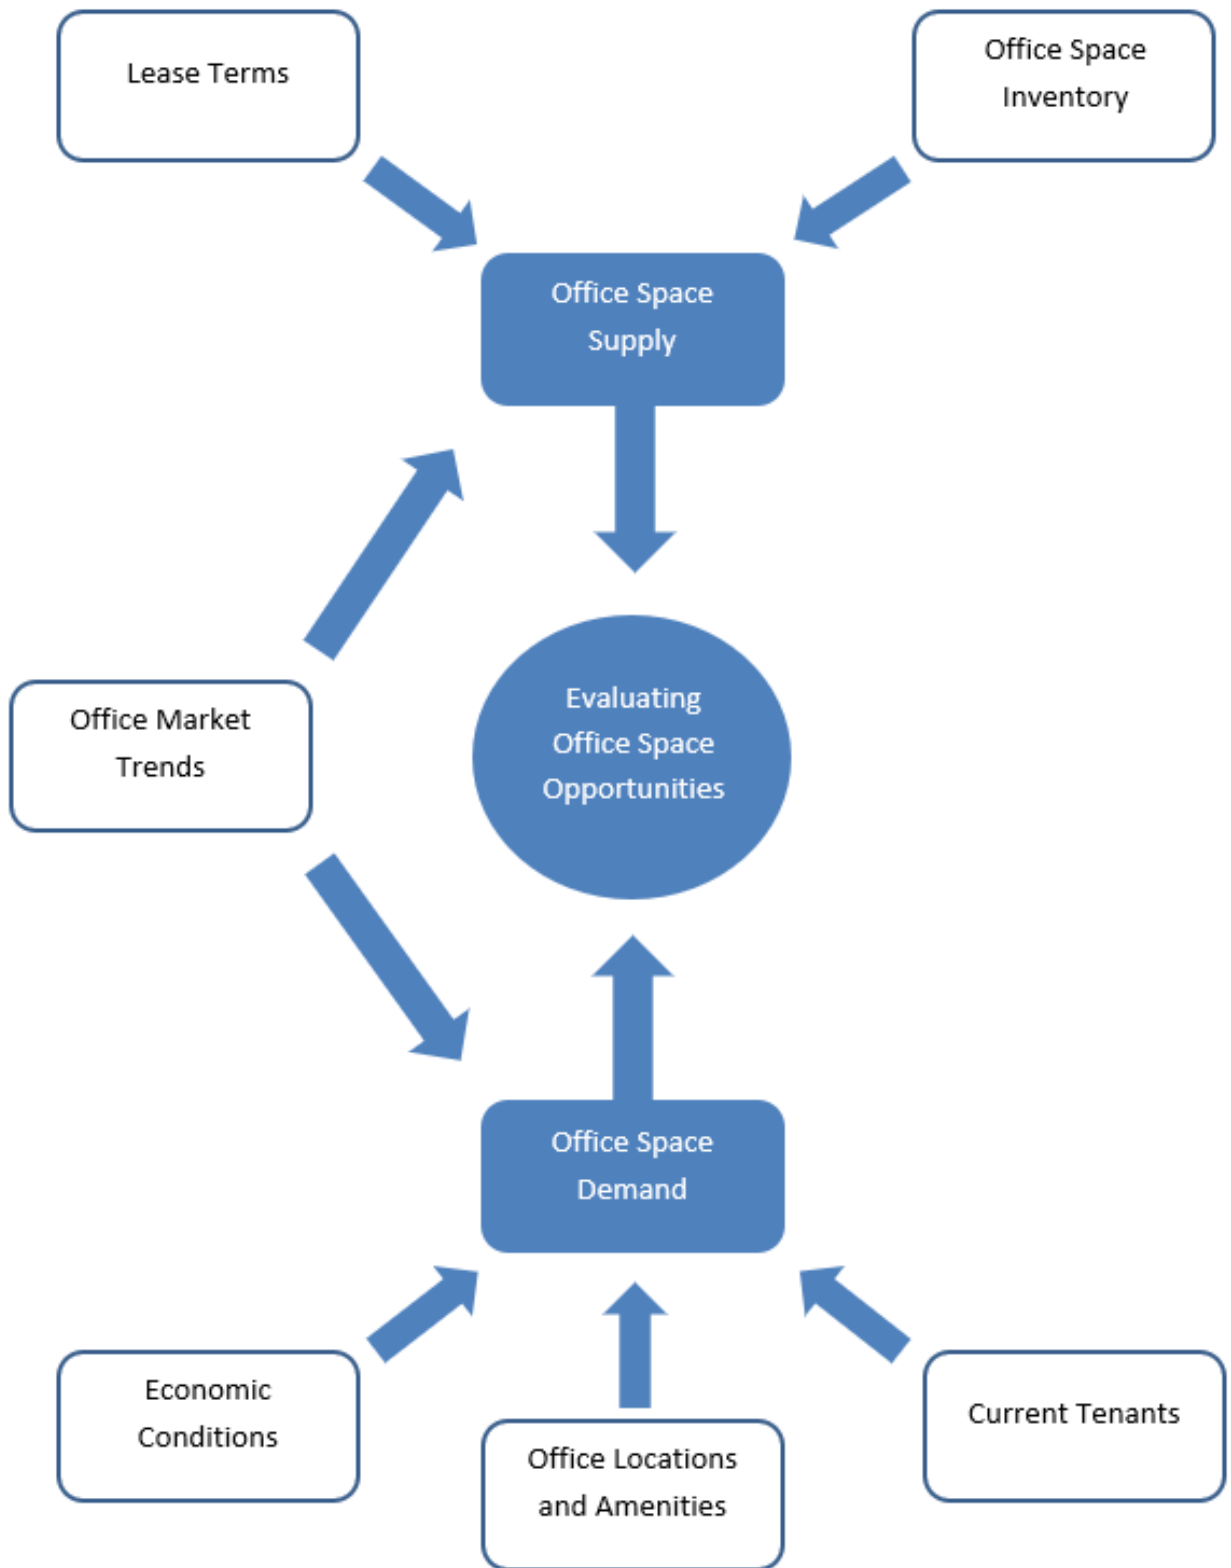 Lease Terms
Office Space
Inventory
Office Space
Supply
Office Market
Trends
Evaluating
Office Space
Opportunities
Office Space
Demand
Economic
Conditions
Office Locations
and Amenities
Current Tenants